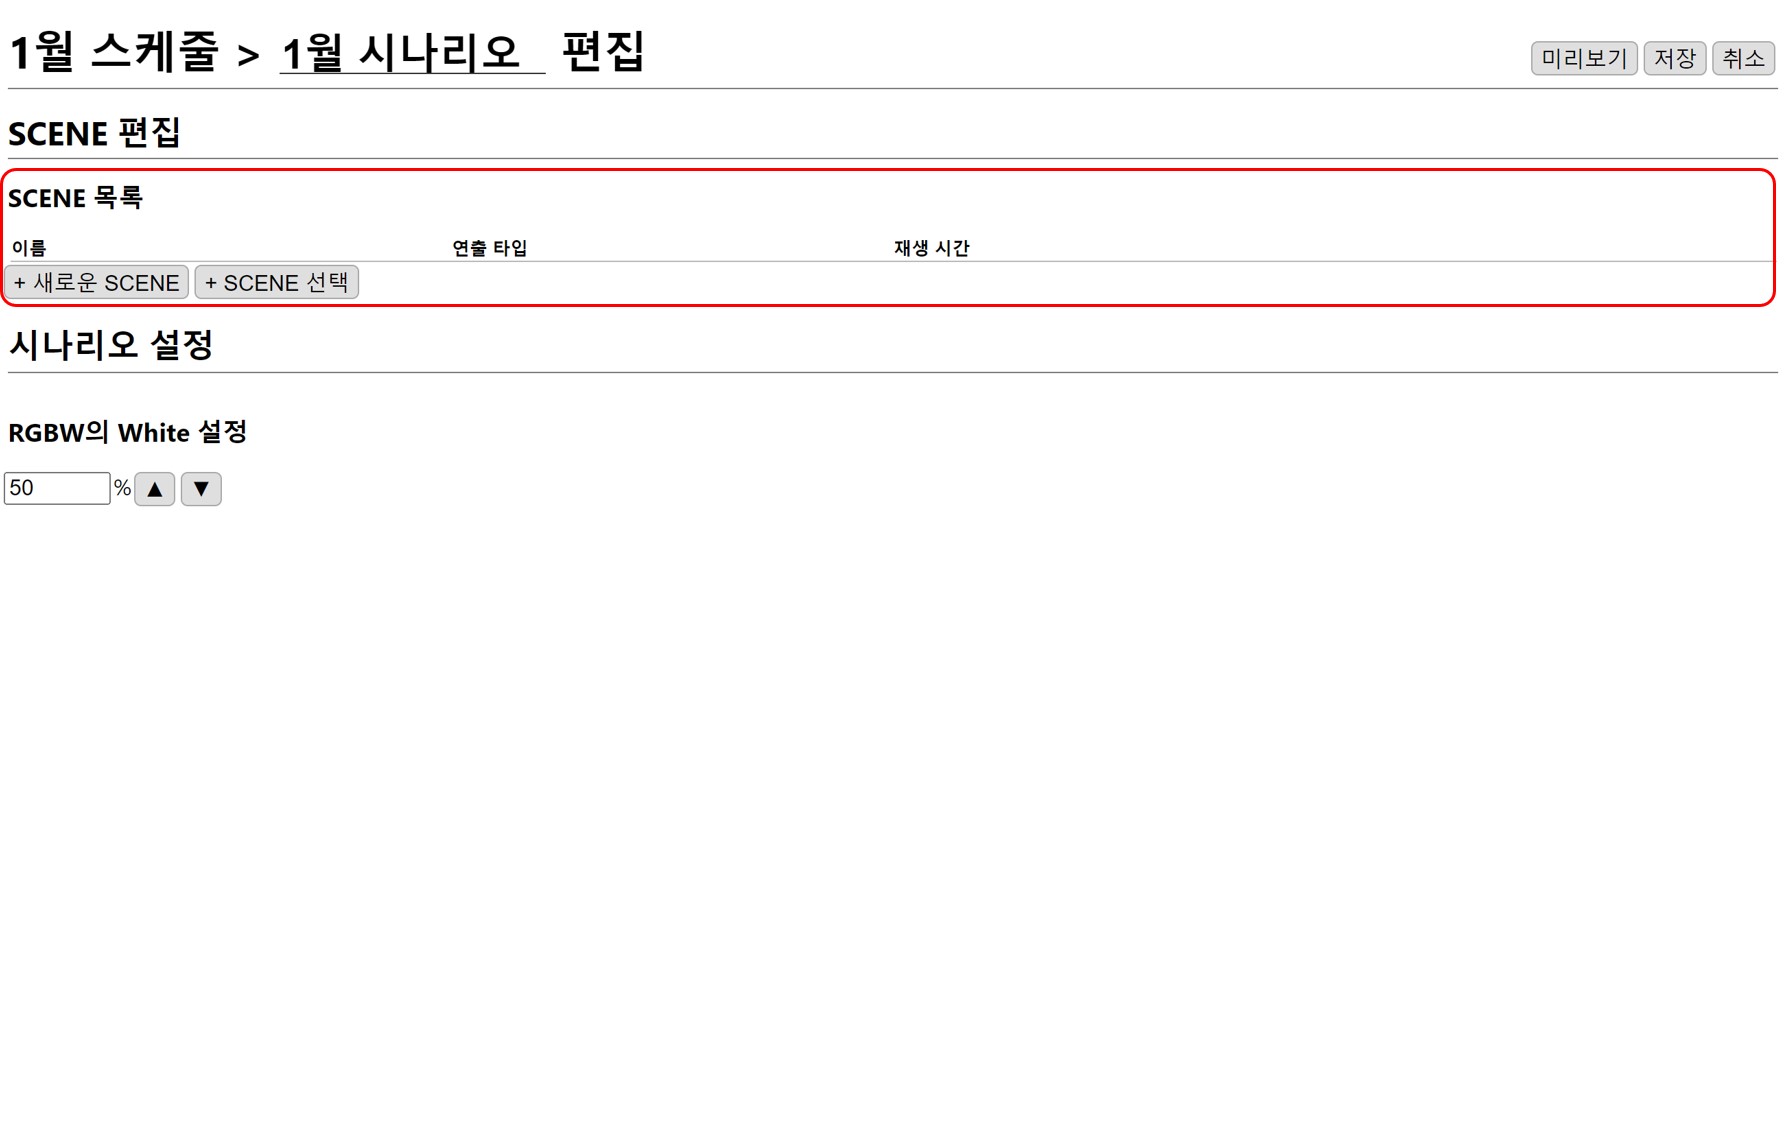 1월 스케줄 > 1월 시나리오 편집
미리보기 저장 취소
SCENE 편집
SCENE 목록
이름 연출 타입 재생 시간
+ 새로운 SCENE + SCENE 선택
시나리오 설정
RGBW의 White 설정
50 % ▲ ▼